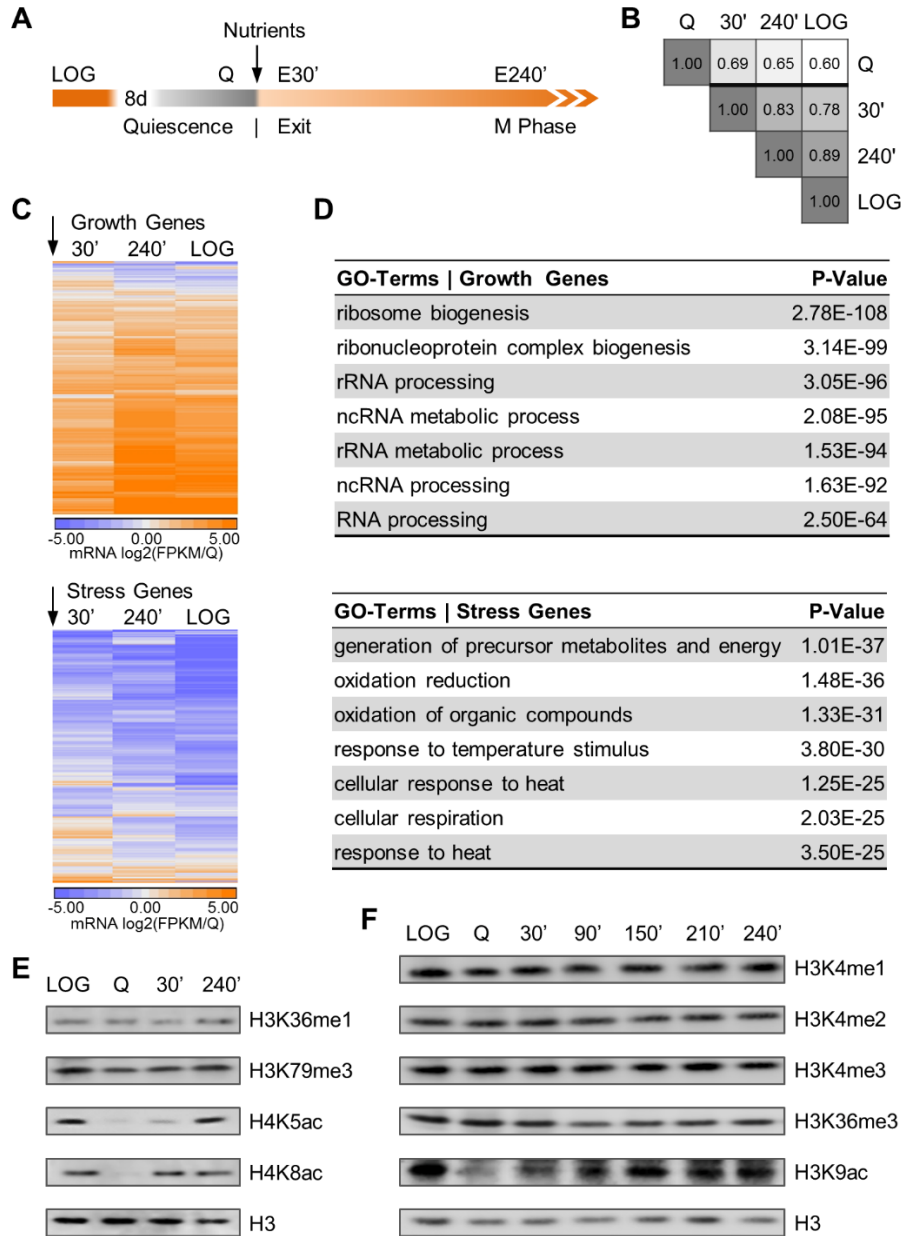 A
Nutrients
LOG
Q
E30'
E240'
8d
Quiescence | Exit
M Phase
B
Q 30' 240' LOG
1.00 0.69 0.65 0.60 Q
1.00 0.83 0.78 30'
1.00 0.89 240'
1.00 LOG
C
Growth Genes
30' 240' LOG
-5.00 0.00 5.00
mRNA log2(FPKM/Q)
Stress Genes
30' 240' LOG
-5.00 0.00 5.00
mRNA log2(FPKM/Q)
D
GO-Terms | Growth Genes P-Value
ribosome biogenesis 2.78E-108
ribonucleoprotein complex biogenesis 3.14E-99
rRNA processing 3.05E-96
ncRNA metabolic process 2.08E-95
rRNA metabolic process 1.53E-94
ncRNA processing 1.63E-92
RNA processing 2.50E-64
GO-Terms | Stress Genes P-Value
generation of precursor metabolites and energy 1.01E-37
oxidation reduction 1.48E-36
oxidation of organic compounds 1.33E-31
response to temperature stimulus 3.80E-30
cellular response to heat 1.25E-25
cellular respiration 2.03E-25
response to heat 3.50E-25
E
LOG Q 30' 240'
H3K36me1
H3K79me3
H4K5ac
H4K8ac
H3
F
LOG Q 30' 90' 150' 210' 240'
H3K4me1
H3K4me2
H3K4me3
H3K36me3
H3K9ac
H3